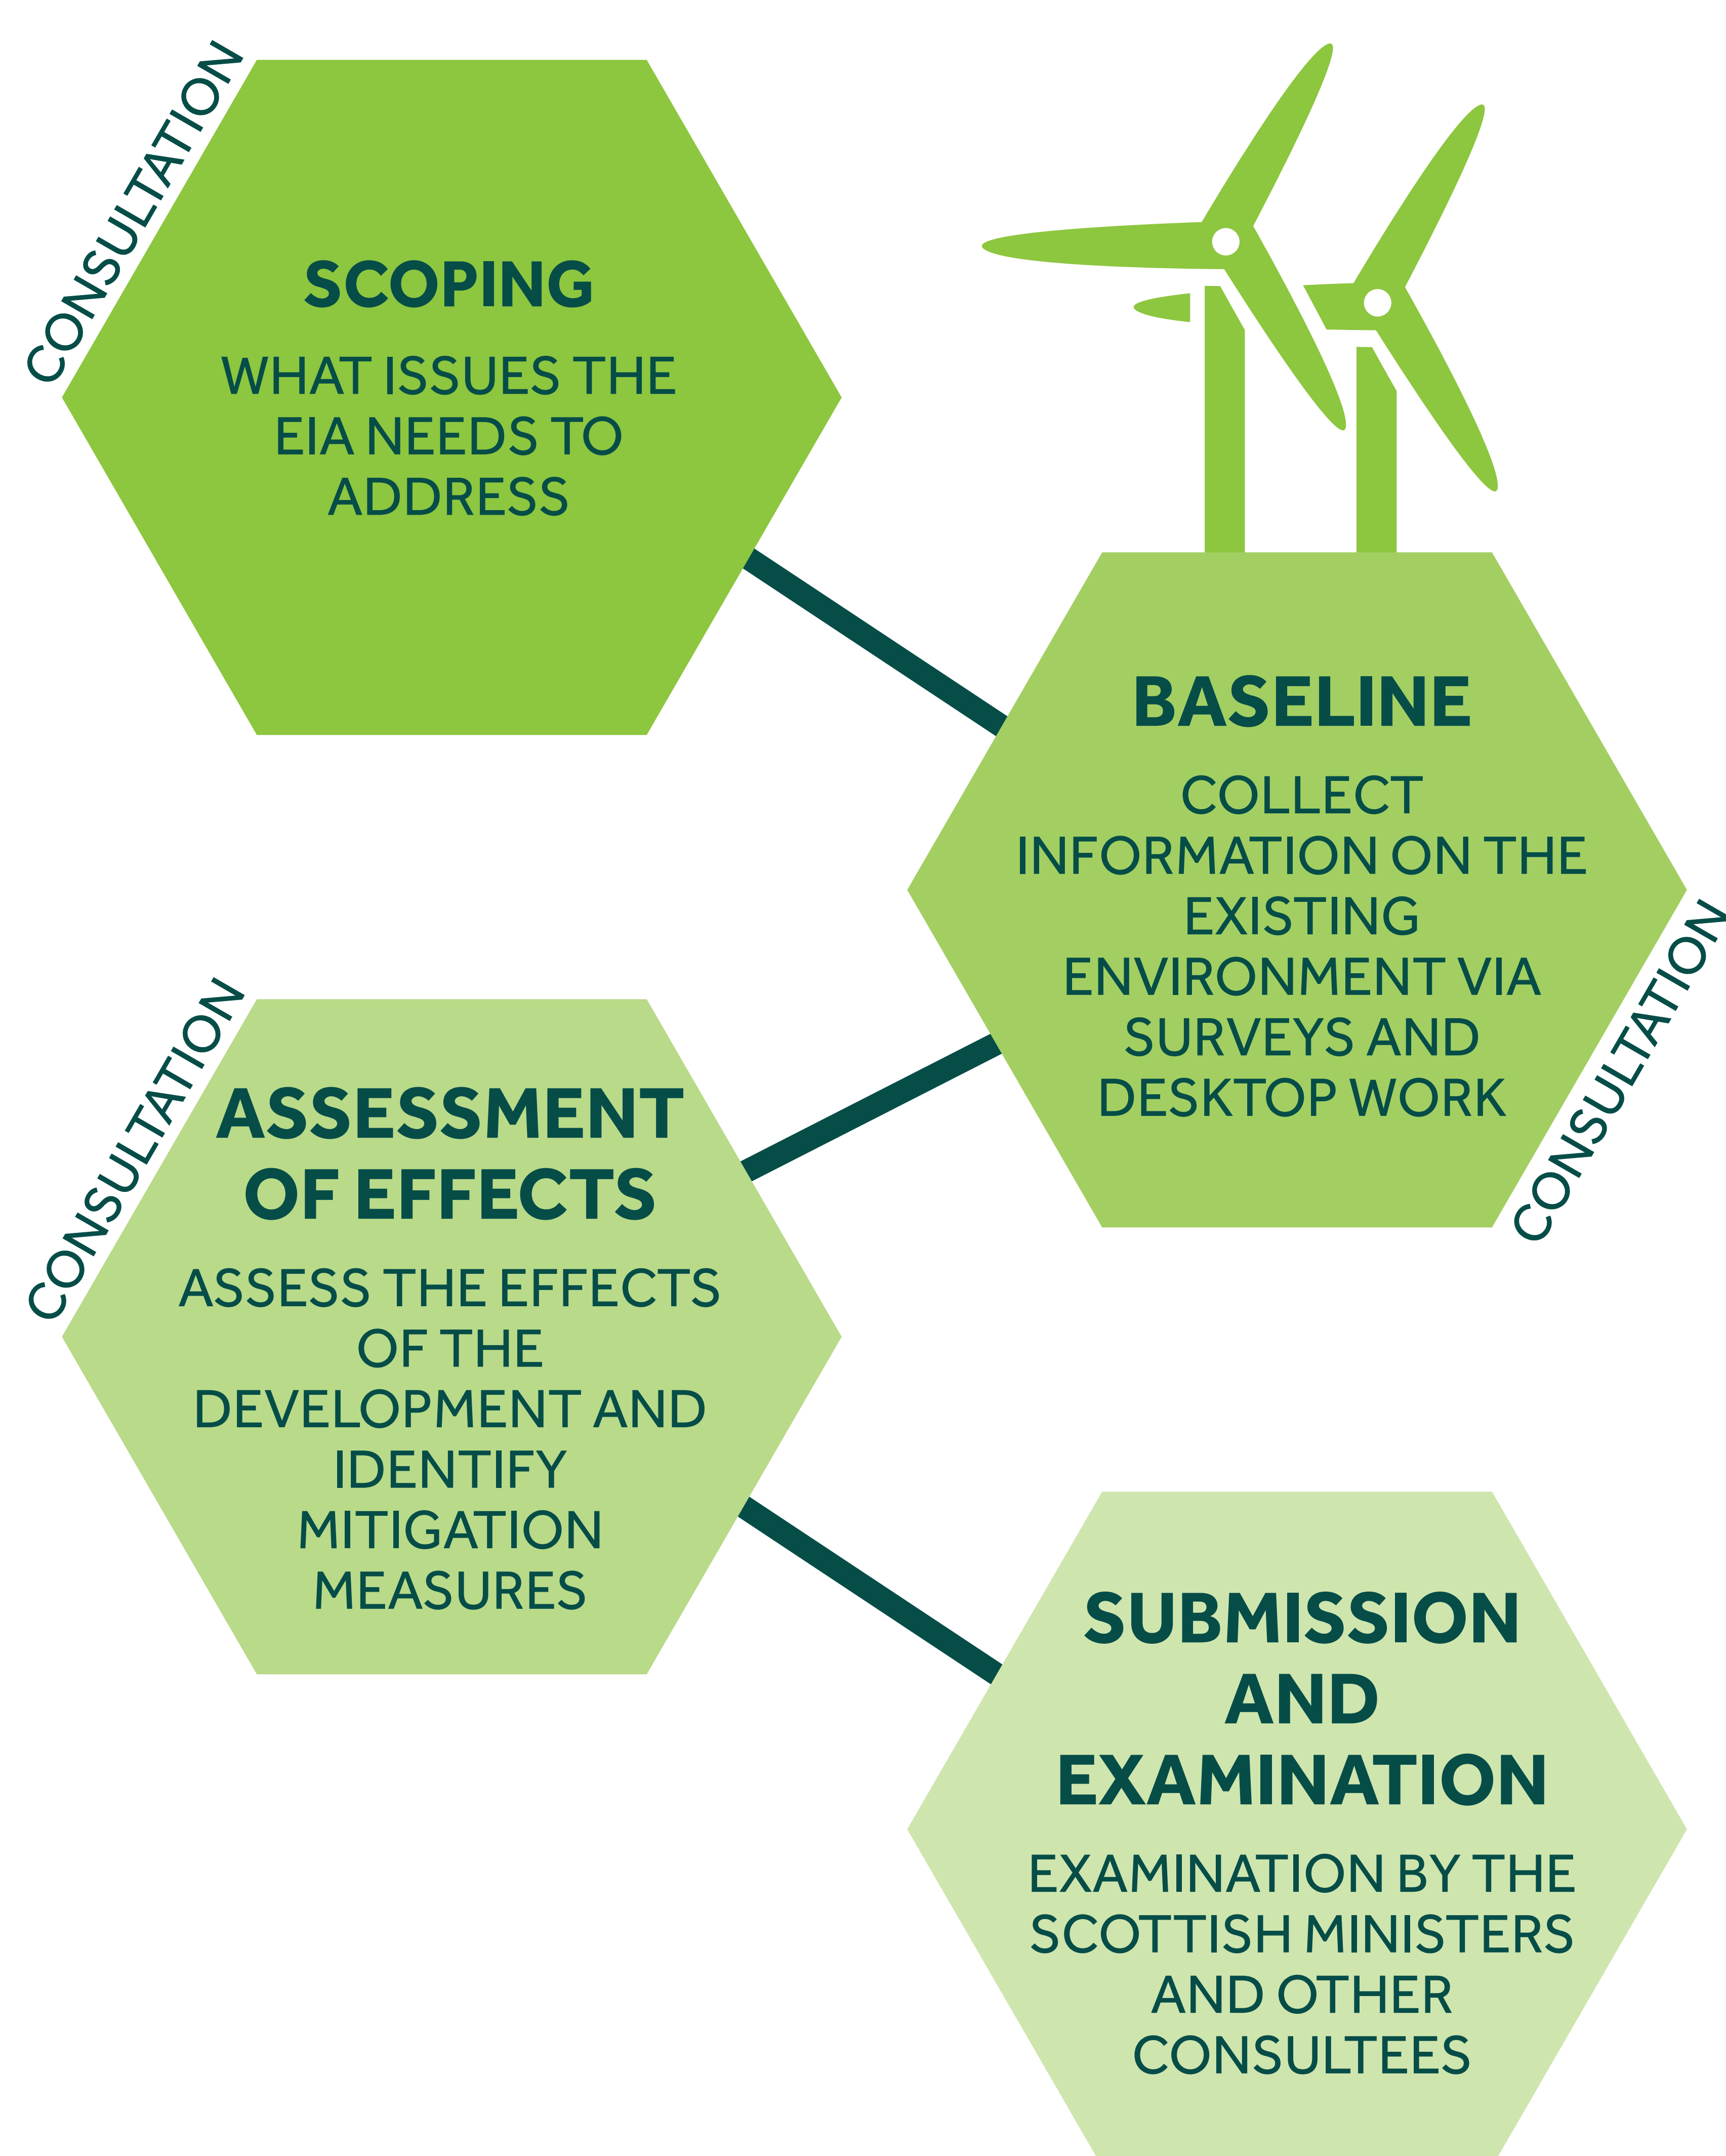 CONSULTATION
SCOPING
WHAT ISSUES THE
EIA NEEDS TO
ADDRESS
BASELINE
COLLECT
INFORMATION ON THE
EXISTING
ENVIRONMENT VIA
SURVEYS AND
DESKTOP WORK
CONSULTATION
CONSULTATION
ASSESSMENT
OF EFFECTS
ASSESS THE EFFECTS
OF THE
DEVELOPMENT AND
IDENTIFY
MITIGATION
MEASURES
SUBMISSION
AND
EXAMINATION
EXAMINATION BY THE
SCOTTISH MINISTERS
AND OTHER
CONSULTEES